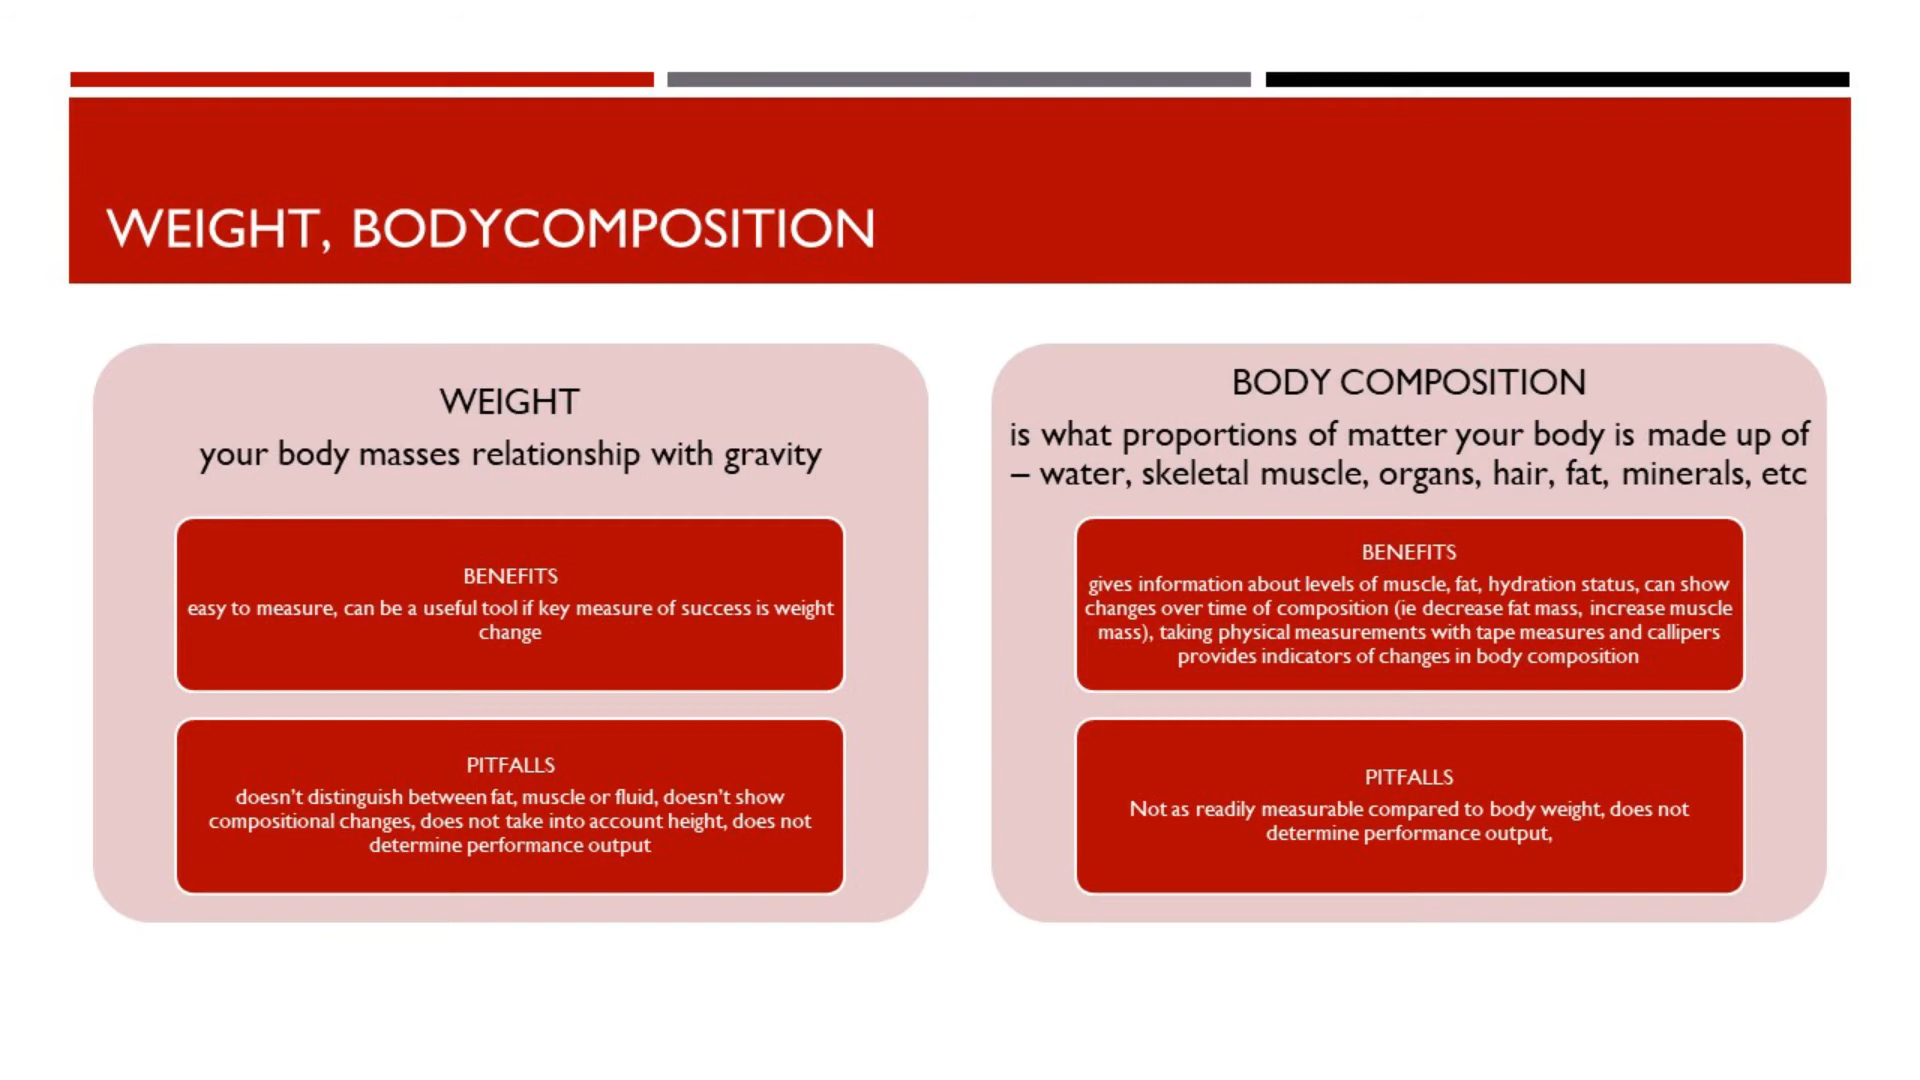 WEIGHT, BODYCOMPOSITION
WEIGHT
your body masses relationship with gravity
BENEFITS
easy to measure, can be a useful tool if key measure of success is weight
change
PITFALLS
doesn't distinguish between fat, muscle or fluid, doesn't show
compositional changes, does not take into account height, does not
determine performance output
BODY COMPOSITION
is what proportions of matter your body is made up of
– water, skeletal muscle, organs, hair, fat, minerals, etc
BENEFITS
gives information about levels of muscle, fat, hydration status, can show
changes over time of composition (ie decrease fat mass, increase muscle
mass), taking physical measurements with tape measures and callipers
provides indicators of changes in body composition
PITFALLS
Not as readily measurable compared to body weight, does not
determine performance output,